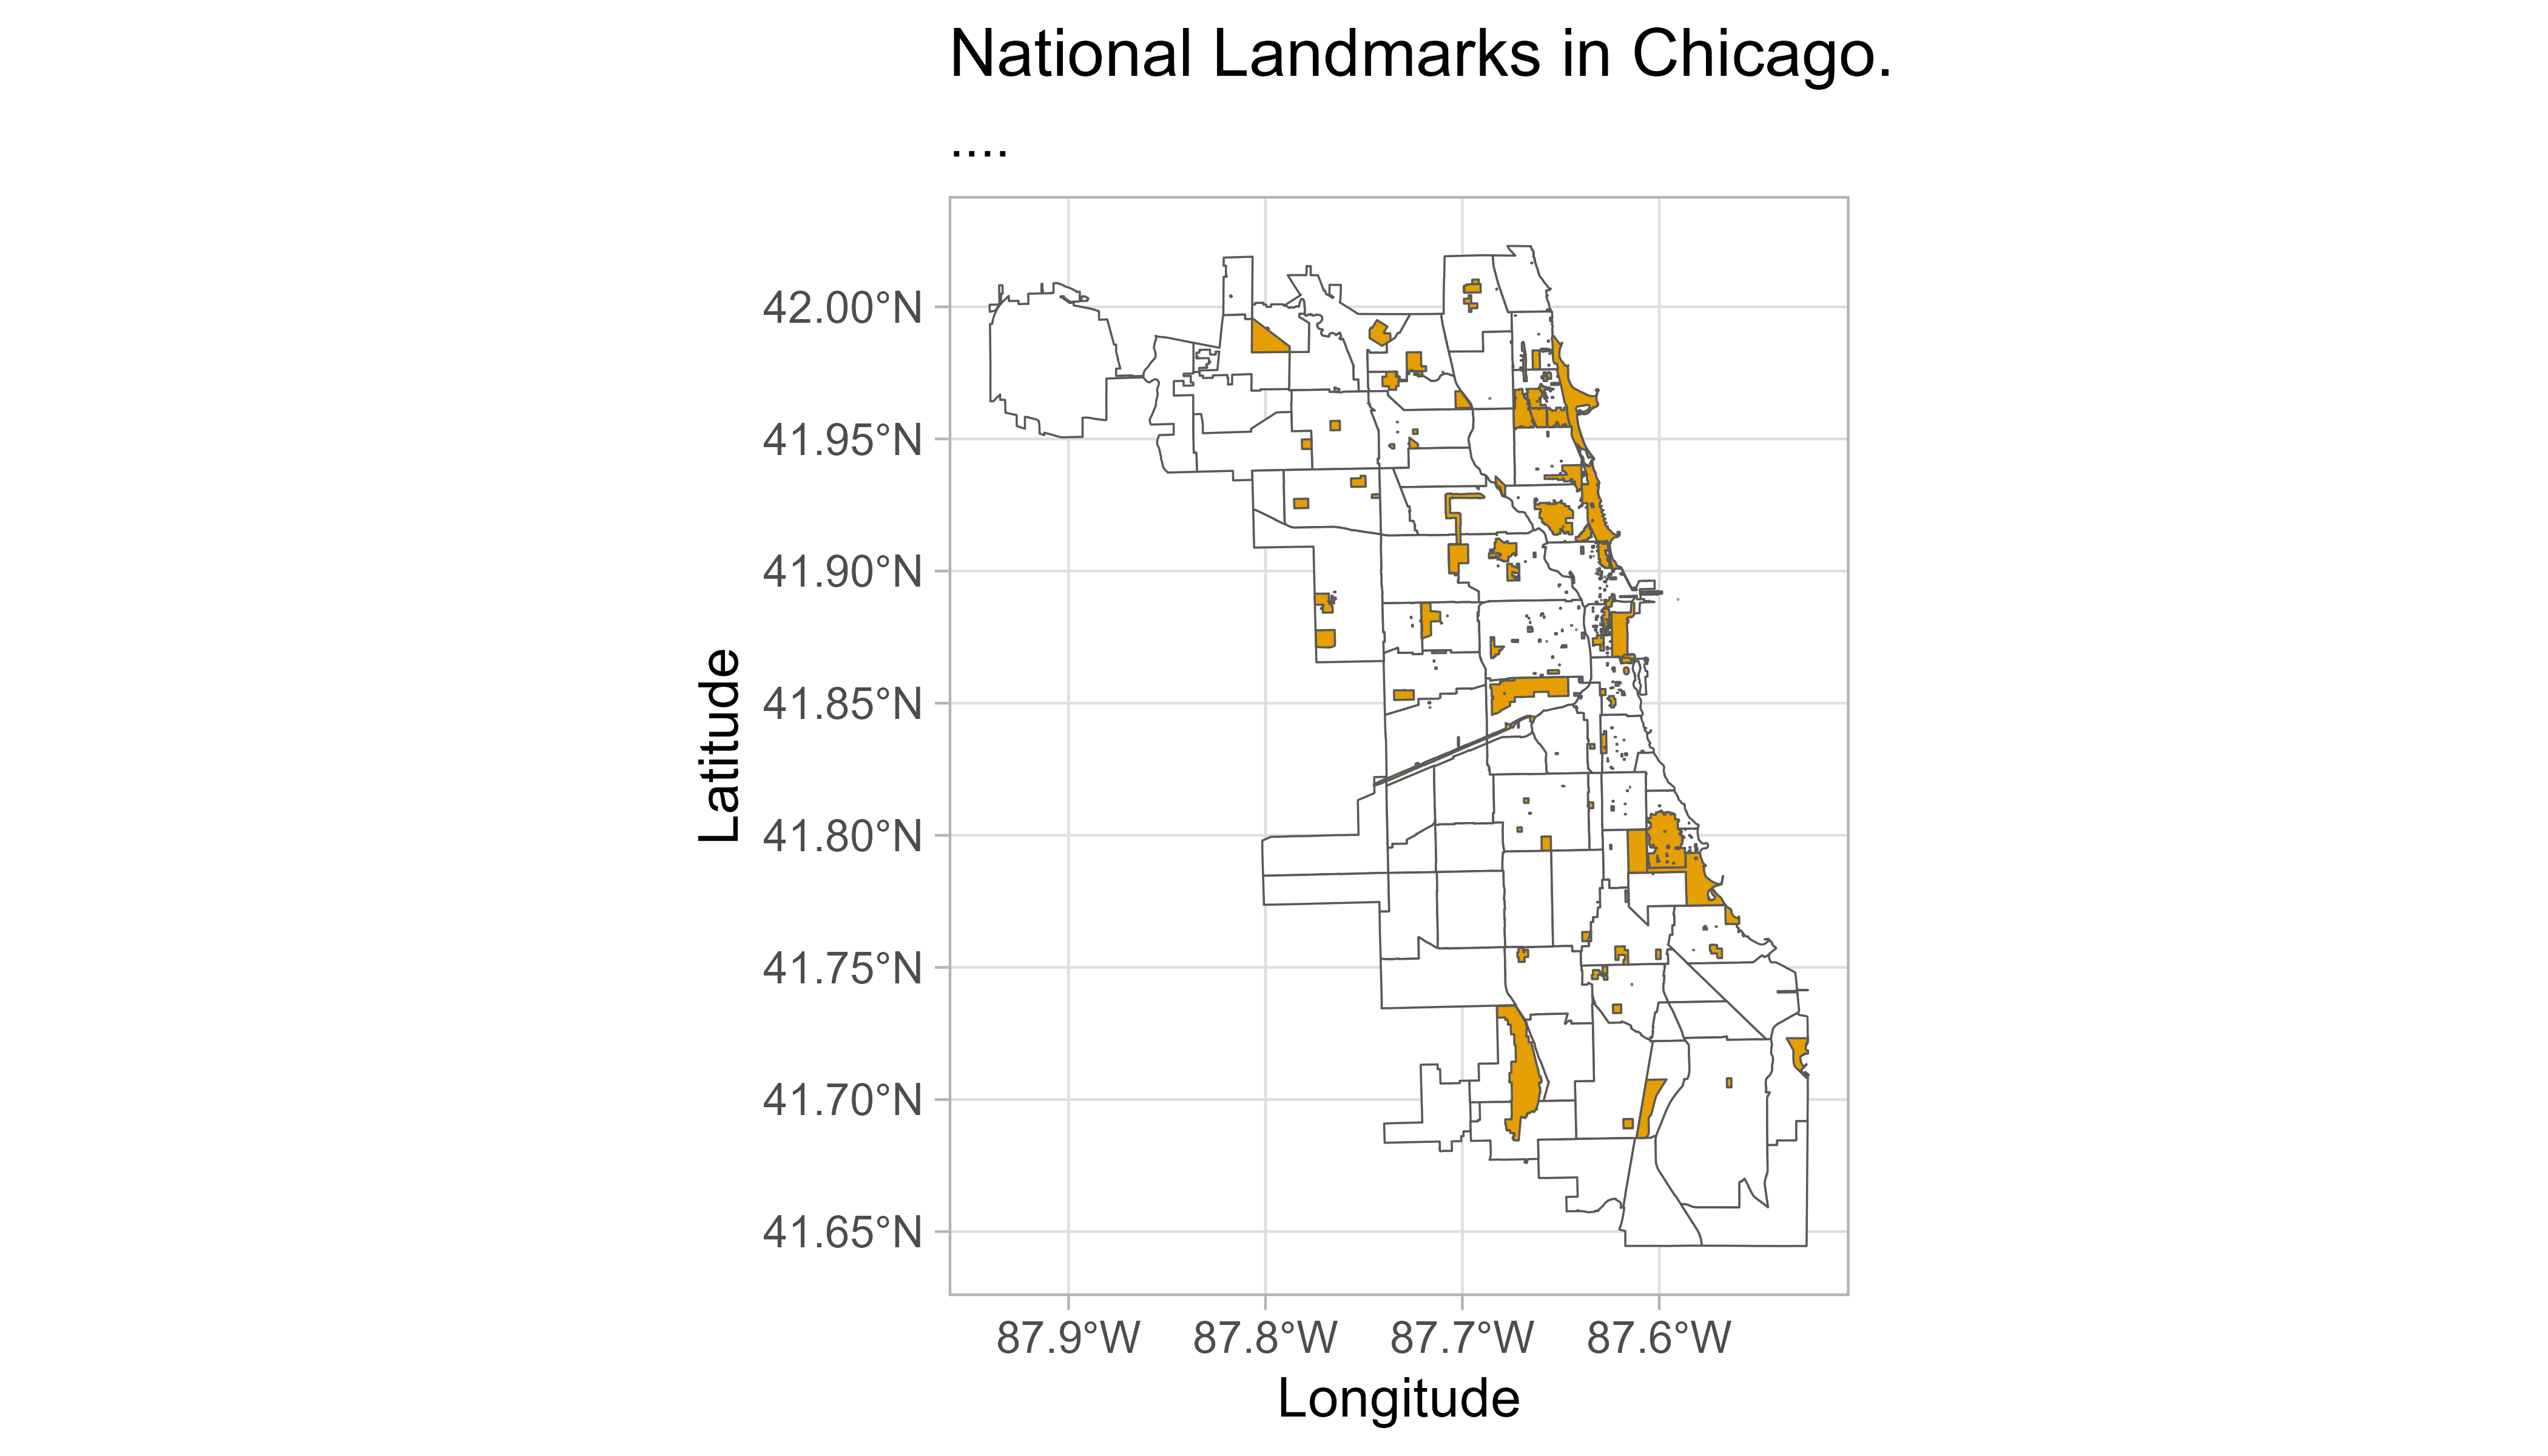 National Landmarks in Chicago.
....
42.00°N
41.95°N
41.90°N
41.85°N
41.80°N
41.75°N
41.70°N
41.65°N
Latitude
87.9°W 87.8°W 87.7°W 87.6°W
Longitude